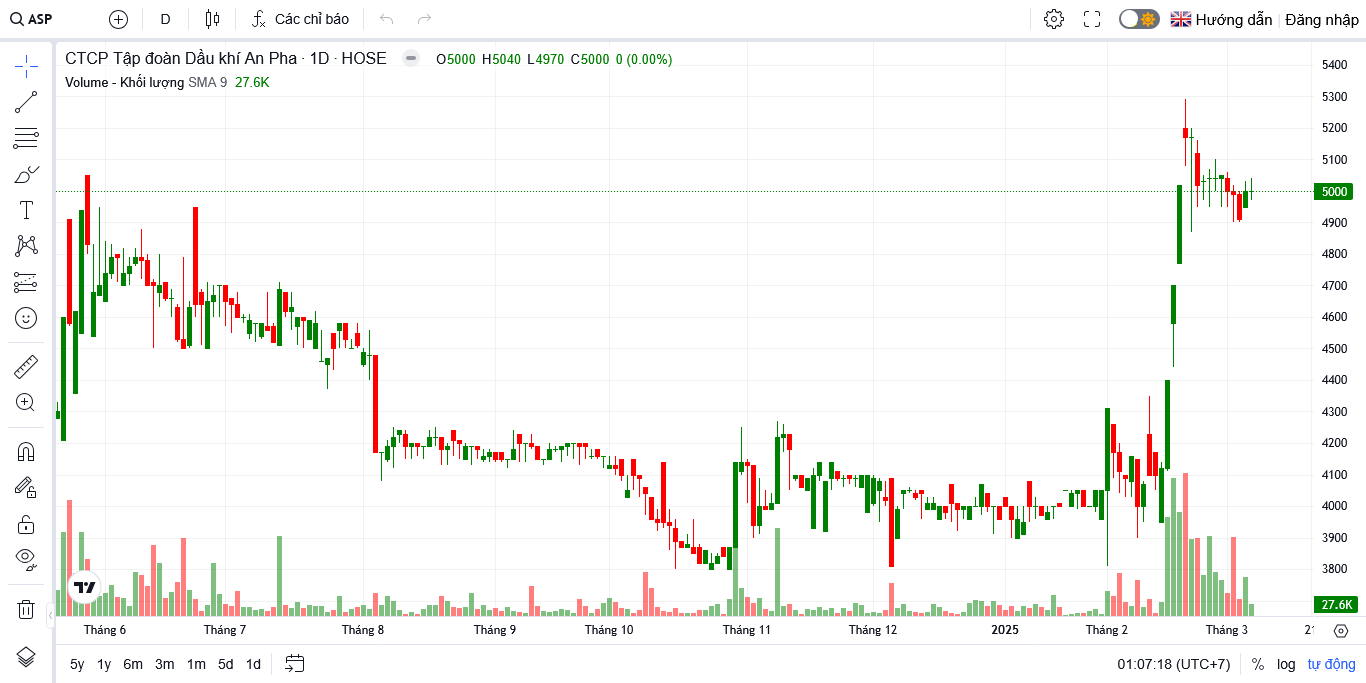 ASP D Các chỉ báo Hướng dẫn Đăng nhập
CTCP Tập đoàn Dầu khí An Pha · 1D · HOSE O5000 H5040 L4970 C5000 0 (0.00%)
Volume - Khối lượng SMA 9 27.6K
5400
5300
5200
5100
5000
4900
4800
4700
4600
4500
4400
4300
4200
4100
4000
3900
3800
27.6K
Tháng 6 Tháng 7 Tháng 8 Tháng 9 Tháng 10 Tháng 11 Tháng 12 2025 Tháng 2 Tháng 3
5y 1y 6m 3m 1m 5d 1d 01:07:18 (UTC+7) % log tự động